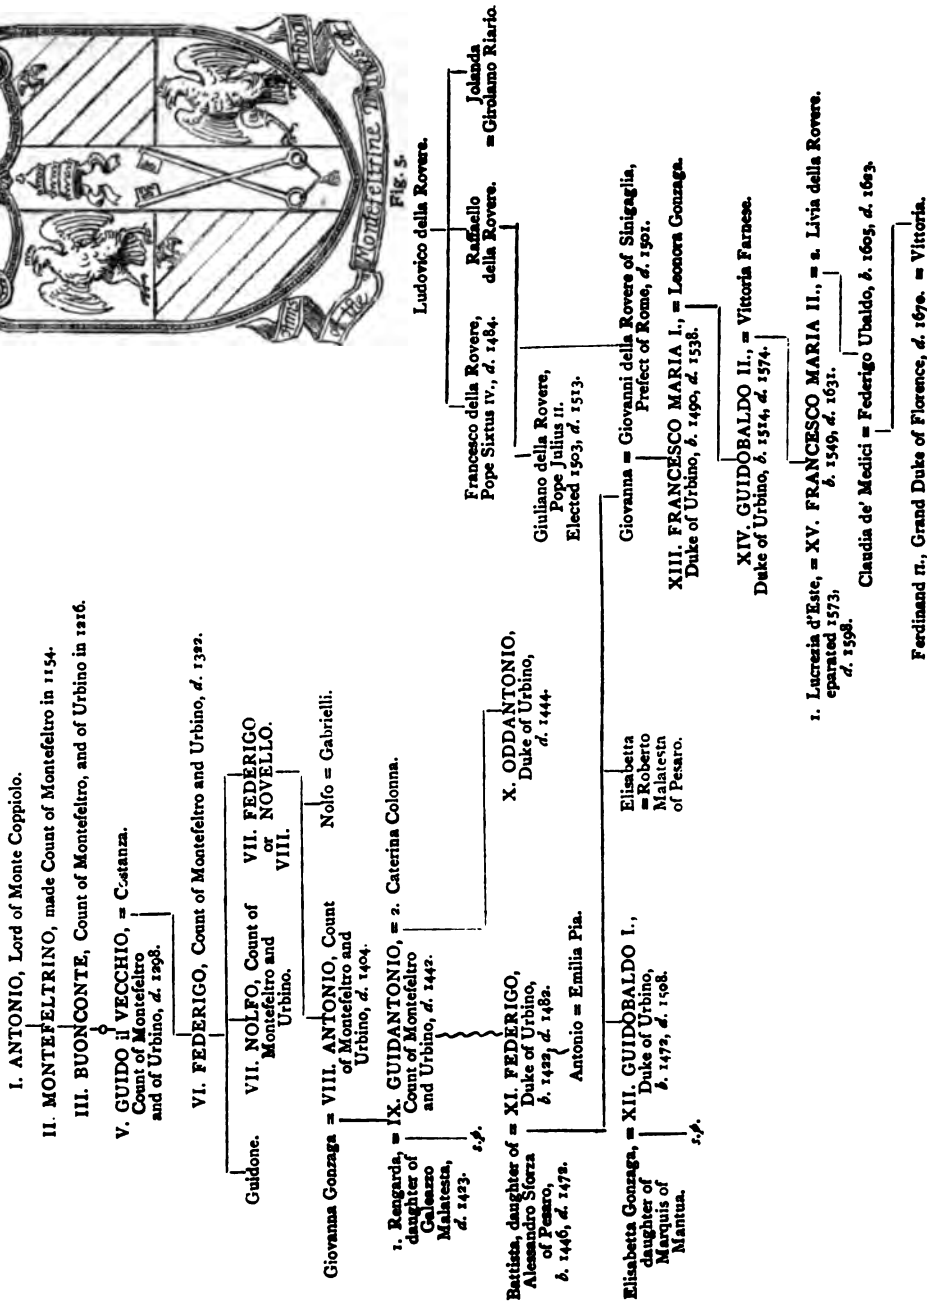 Arms
of the
Montefeltrine Dukes of
Urbino
Fig. 5.
I. ANTONIO, Lord of Monte Coppiolo.
II. MONTEFELTRINO, made Count of Montefeltro in 1154.
III. BUONCONTE, Count of Montefeltro, and of Urbino in 1216.
V. GUIDO il VECCHIO, = Costanza.
Count of Montefeltro
and of Urbino, d. 1298.
VI. FEDERIGO, Count of Montefeltro and Urbino, d. 1322.
Guidone.
VII. NOLFO, Count of
Montefeltro and
Urbino.
VII. FEDERIGO
or NOVELLO.
VIII.
Giovanna Gonzaga = VIII. ANTONIO, Count
of Montefeltro and
Urbino, d. 1404.
Nolfo = Gabrielli.
1. Rengarda, = IX. GUIDANTONIO, = 2. Caterina Colonna.
daughter of
Galeazzo
Malatesta,
d. 1423.
Count of Montefeltro
and Urbino, d. 1442.
s.p.
Battista, daughter of = XI. FEDERIGO,
Alessandro Sforza
of Pesaro,
b. 1446, d. 1472.
Duke of Urbino,
b. 1422, d. 1482.
Antonio = Emilia Pia.
X. ODDANTONIO,
Duke of Urbino,
d. 1444.
Elisabetta Gonzaga, = XII. GUIDOBALDO I.,
daughter of
Marquis of
Mantua.
Duke of Urbino,
b. 1472, d. 1508.
s.p.
Elisabetta
= Roberto
Malatesta
of Pesaro.
Ludovico della Rovere.
Francesco della Rovere,
Pope Sixtus IV., d. 1484.
Raffaello
della Rovere.
Jolanda
= Girolamo Riario.
Giuliano della Rovere,
Pope Julius II.
Elected 1503, d. 1513.
Giovanna = Giovanni della Rovere of Sinigaglia,
Prefect of Rome, d. 1501.
XIII. FRANCESCO MARIA I., = Leonora Gonzaga.
Duke of Urbino, b. 1490, d. 1538.
XIV. GUIDOBALDO II., = Vittoria Farnese.
Duke of Urbino, b. 1514, d. 1574.
1. Lucrezia d'Este, = XV. FRANCESCO MARIA II., = 2. Livia della Rovere.
eparated 1573,
d. 1598.
b. 1549, d. 1631.
Claudia de' Medici = Federigo Ubaldo, b. 1605, d. 1623.
Ferdinand II., Grand Duke of Florence, d. 1670. = Vittoria.